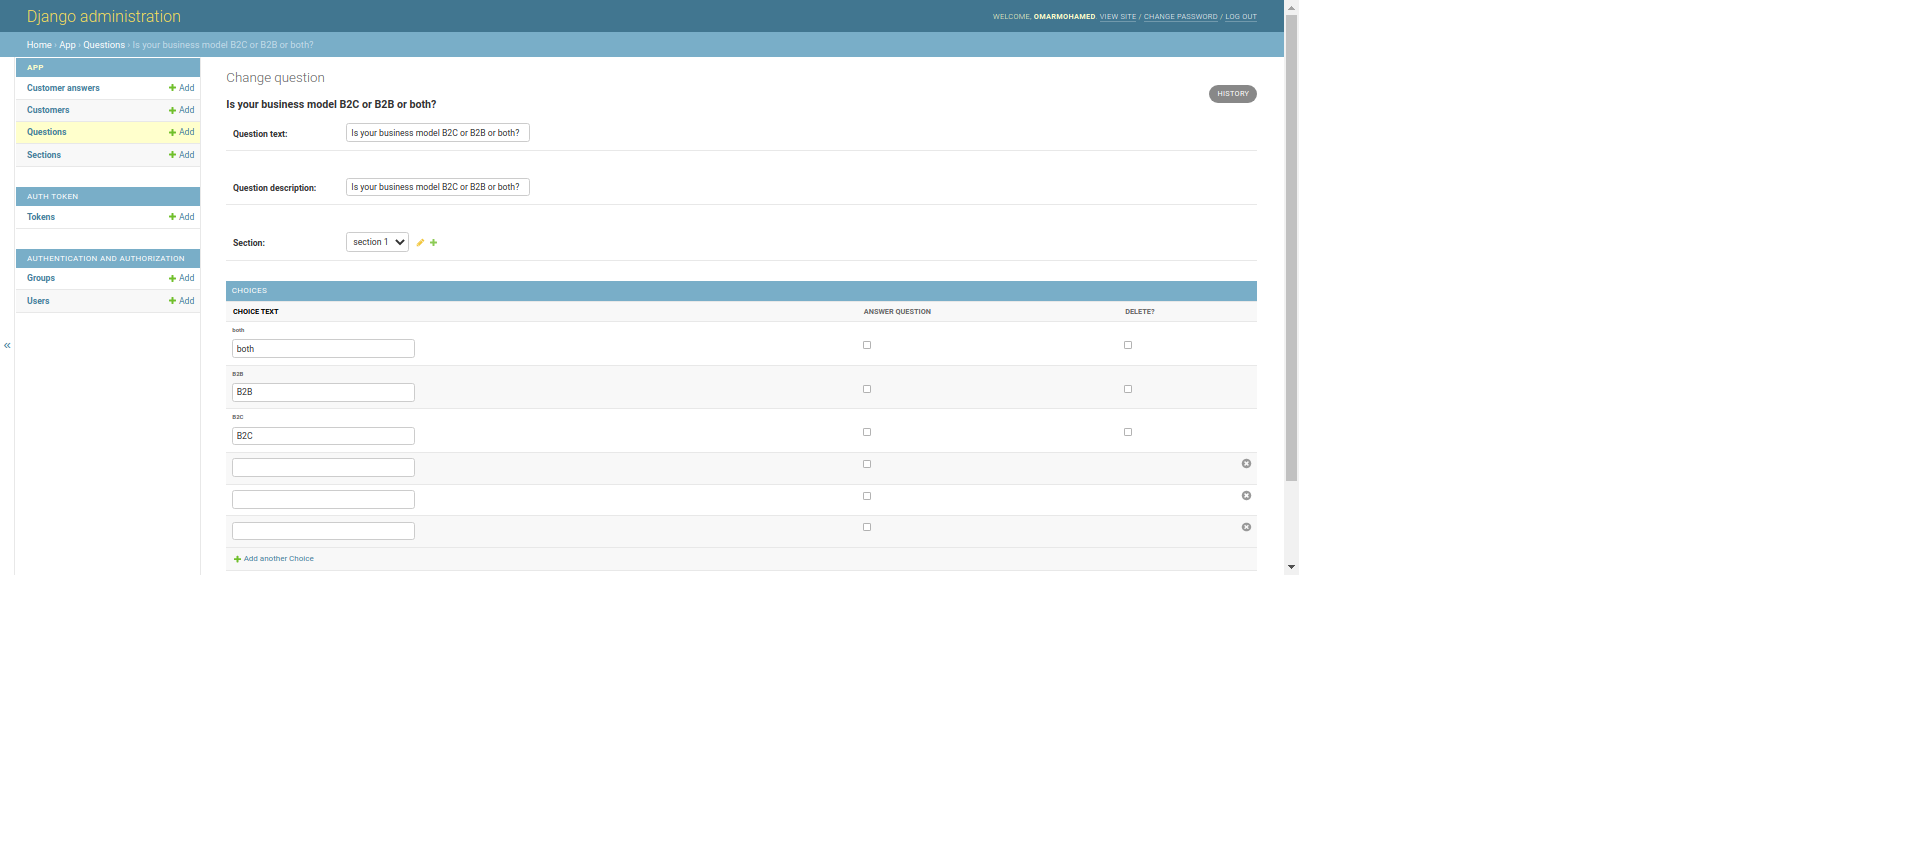 Django administration
WELCOME, OMARMOHAMED. VIEW SITE / CHANGE PASSWORD / LOG OUT
Home › App › Questions › Is your business model B2C or B2B or both?
APP
Customer answers + Add
Customers + Add
Questions + Add
Sections + Add
AUTH TOKEN
Tokens + Add
AUTHENTICATION AND AUTHORIZATION
Groups + Add
Users + Add
«
Change question
HISTORY
Is your business model B2C or B2B or both?
Question text: Is your business model B2C or B2B or both?
Question description: Is your business model B2C or B2B or both?
Section: section 1
CHOICES
CHOICE TEXT ANSWER QUESTION DELETE?
both
both
B2B
B2B
B2C
B2C
+ Add another Choice